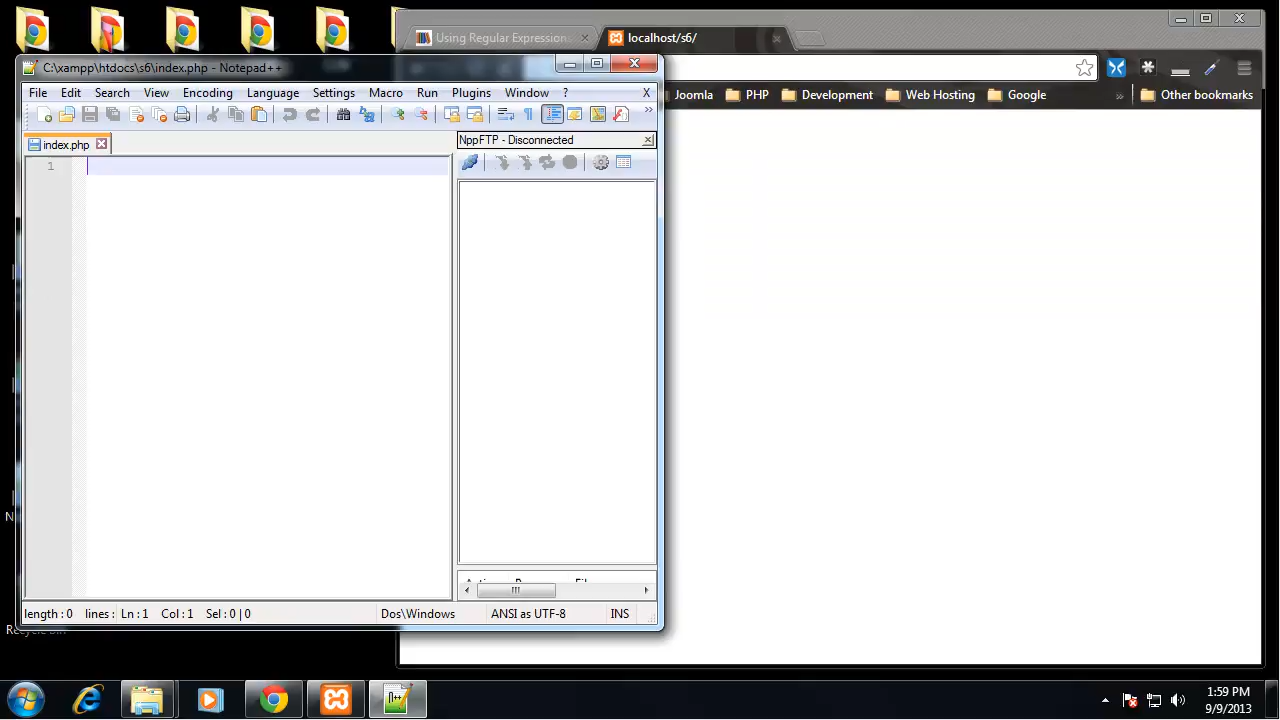 Using Regular Expression
localhost/s6/
C:\xampp\htdocs\s6\index.php - Notepad++
File Edit Search View Encoding Language Settings Macro Run Plugins Window ? X
Joomla PHP Development Web Hosting Google » Other bookmarks
index.php
NppFTP - Disconnected
1
length : 0 lines : Ln : 1 Col : 1 Sel : 0 | 0 Dos\Windows ANSI as UTF-8 INS
1:59 PM
9/9/2013